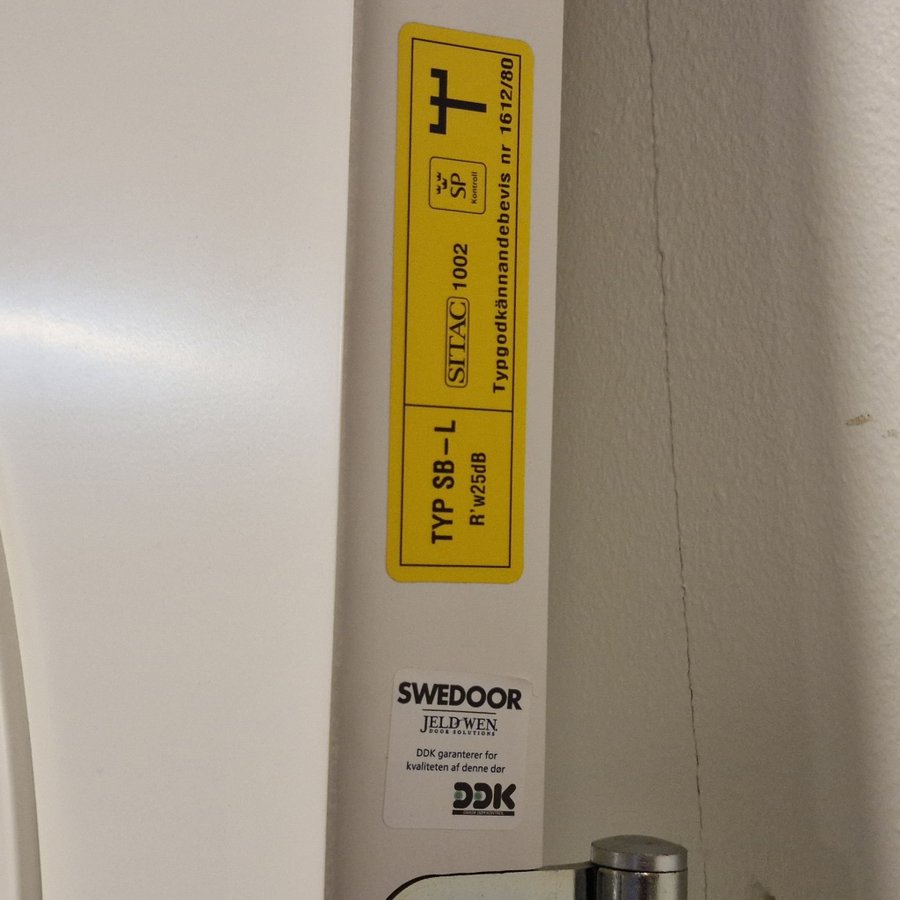 TYP SB-L
R'w25dB
SITAC 1002
SP
Kontroll
Typgodkännandebevis nr 1612/80
SWEDOOR
JELD-WEN
DOOR SOLUTIONS
DDK garanterer for
kvaliteten af denne dør
DDK